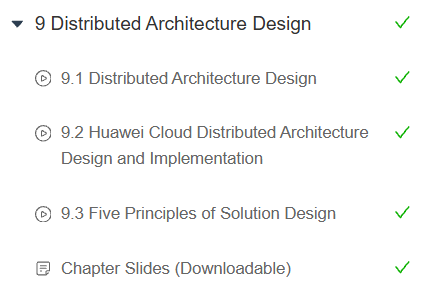 9 Distributed Architecture Design
9.1 Distributed Architecture Design
9.2 Huawei Cloud Distributed Architecture
Design and Implementation
9.3 Five Principles of Solution Design
Chapter Slides (Downloadable)